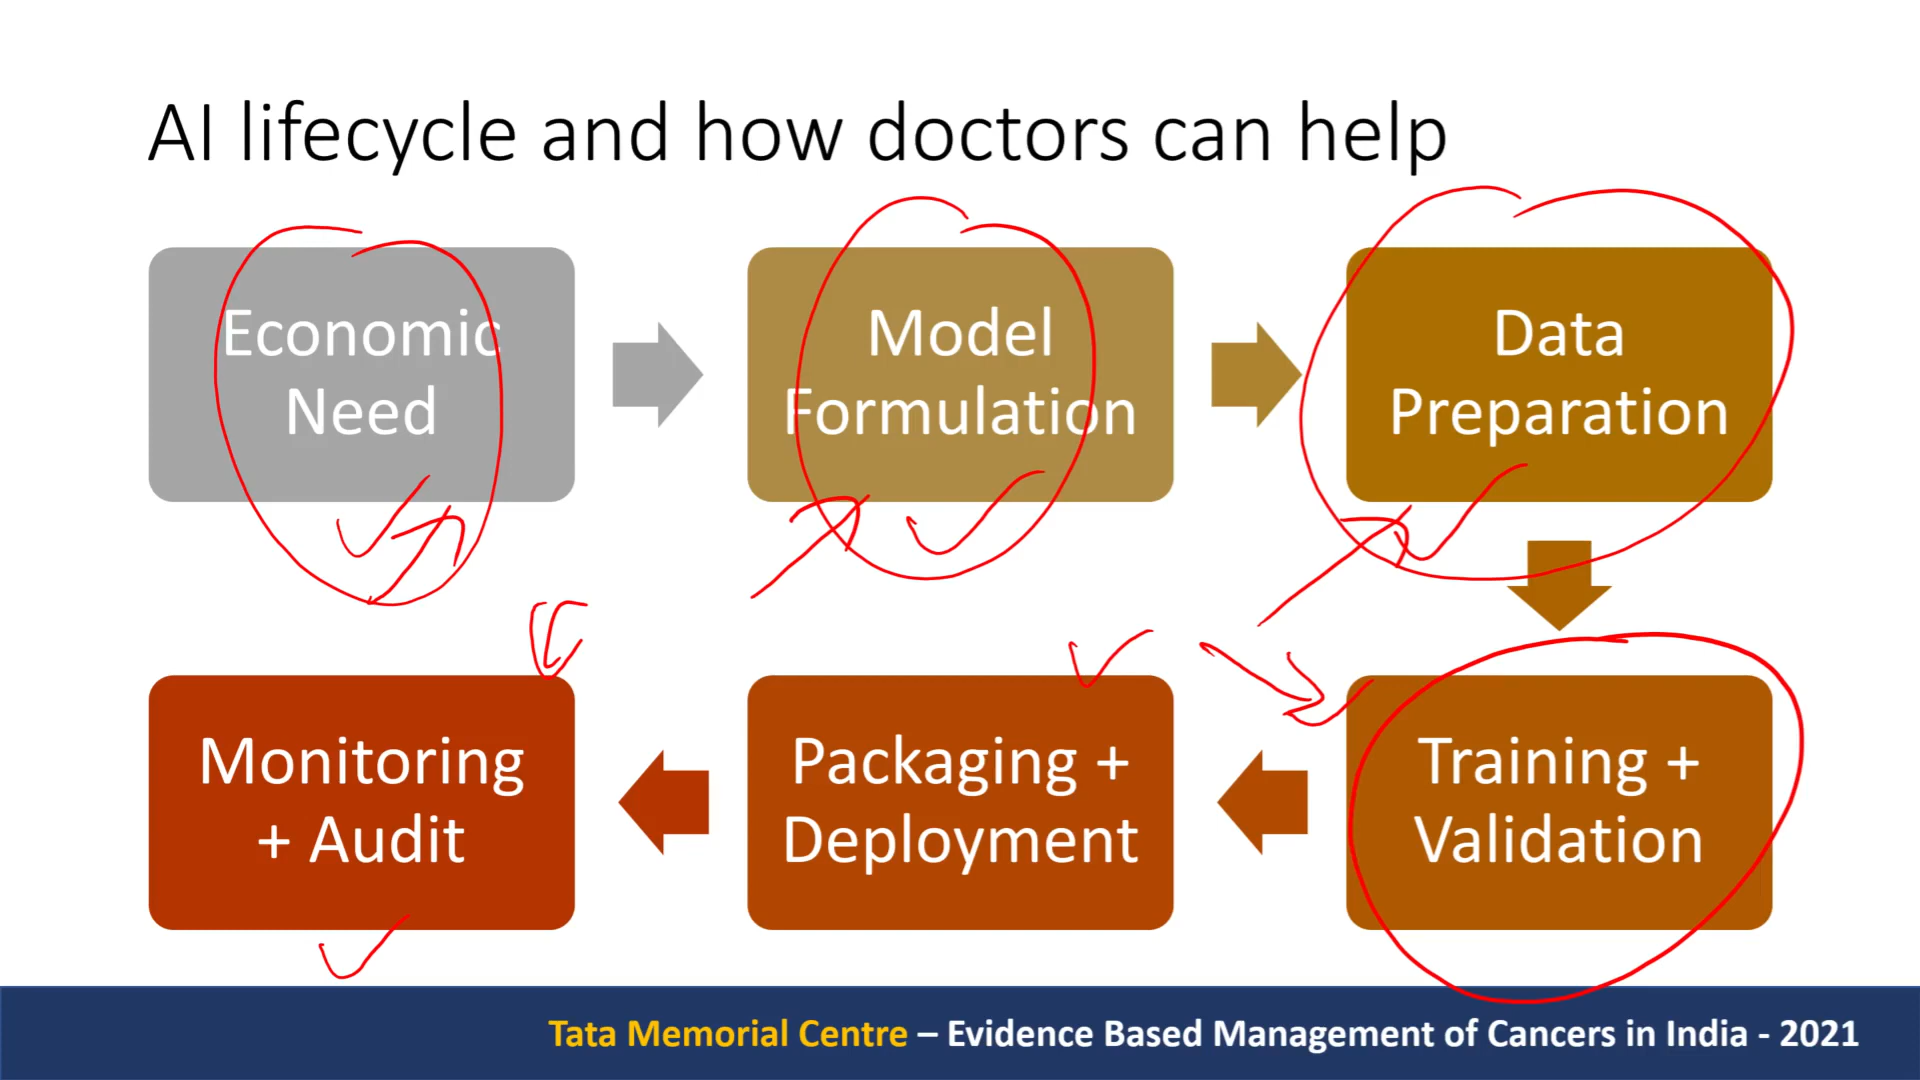 AI lifecycle and how doctors can help
Economic
Need
Model
Formulation
Data
Preparation
Training +
Validation
Packaging +
Deployment
Monitoring
+ Audit
Tata Memorial Centre – Evidence Based Management of Cancers in India - 2021